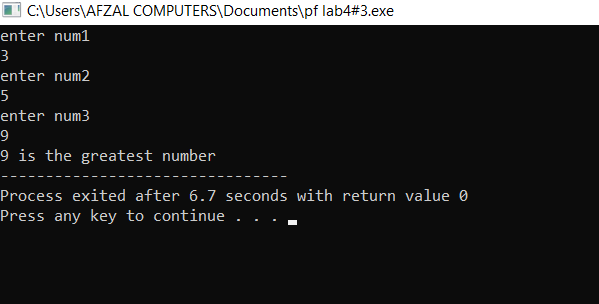 C:\Users\AFZAL COMPUTERS\Documents\pf lab4#3.exe
enter num1
3
enter num2
5
enter num3
9
9 is the greatest number
--------------------------------
Process exited after 6.7 seconds with return value 0
Press any key to continue . . .